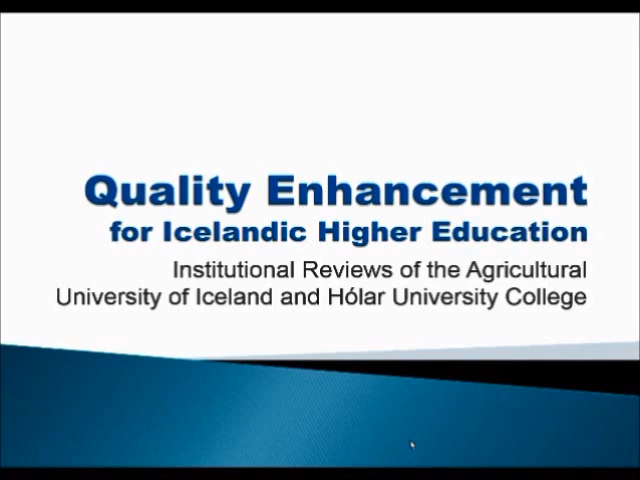 Quality Enhancement
for Icelandic Higher Education
Institutional Reviews of the Agricultural
University of Iceland and Hólar University College